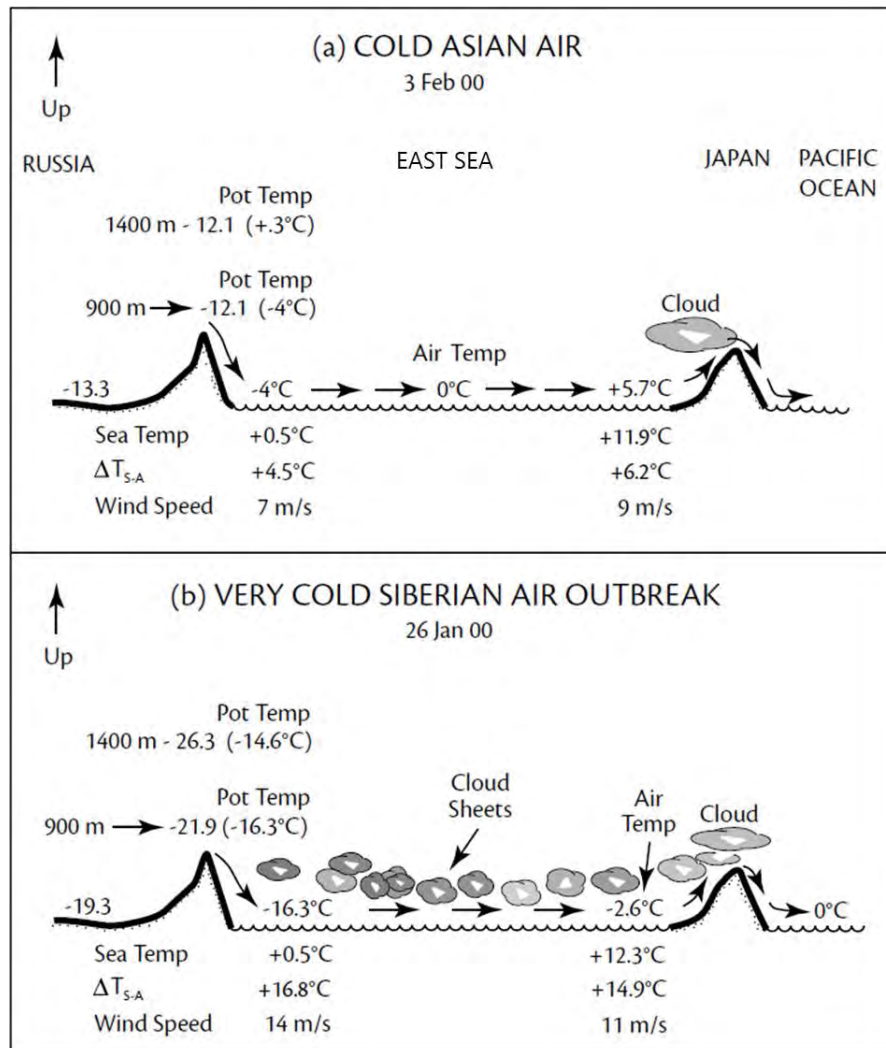 (a) COLD ASIAN AIR
3 Feb 00
Up
RUSSIA
EAST SEA
JAPAN
PACIFIC
OCEAN
Pot Temp
1400 m - 12.1 (+.3°C)
Pot Temp
900 m -12.1 (-4°C)
Cloud
Air Temp
-13.3 -4°C 0°C +5.7°C
Sea Temp +0.5°C +11.9°C
ΔTS-A +4.5°C +6.2°C
Wind Speed 7 m/s 9 m/s
(b) VERY COLD SIBERIAN AIR OUTBREAK
26 Jan 00
Up
Pot Temp
1400 m - 26.3 (-14.6°C)
Pot Temp
900 m -21.9 (-16.3°C)
Cloud
Sheets
Air
Temp
Cloud
-19.3 -16.3°C -2.6°C 0°C
Sea Temp +0.5°C +12.3°C
ΔTS-A +16.8°C +14.9°C
Wind Speed 14 m/s 11 m/s